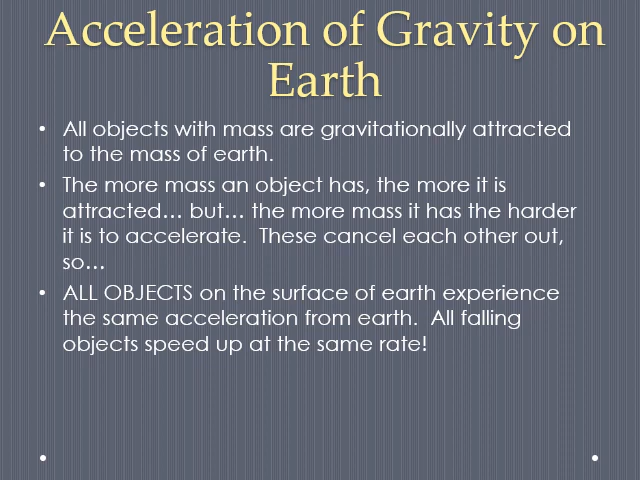 Acceleration of Gravity on
Earth
• All objects with mass are gravitationally attracted
to the mass of earth.
• The more mass an object has, the more it is
attracted… but… the more mass it has the harder
it is to accelerate.  These cancel each other out,
so…
• ALL OBJECTS on the surface of earth experience
the same acceleration from earth.  All falling
objects speed up at the same rate!